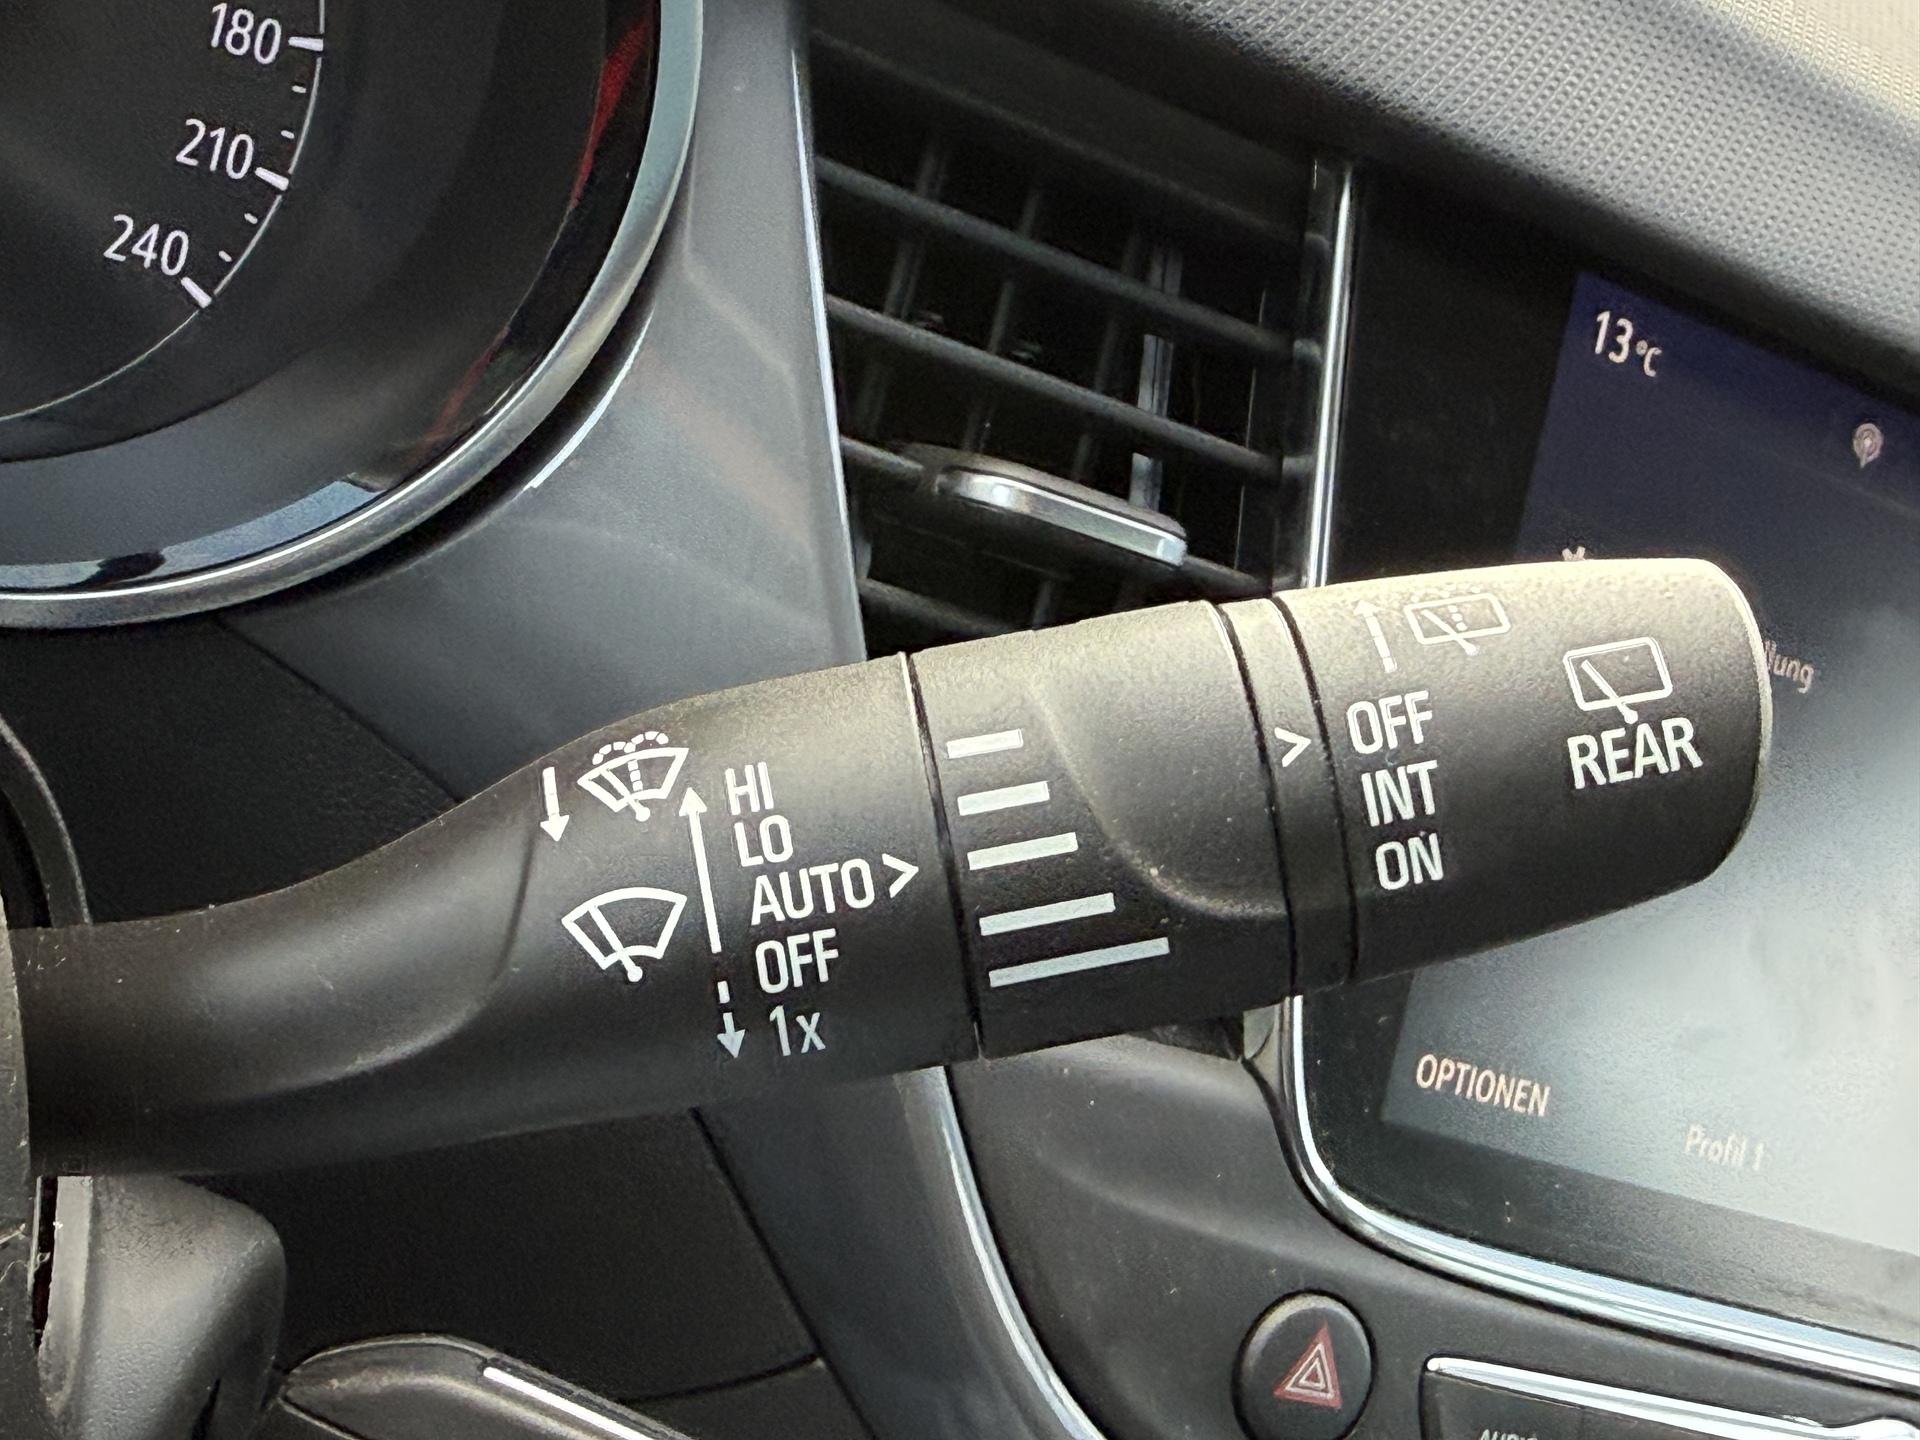 180
210
240
13°C
HI
LO
AUTO >
OFF
1x
>
OFF
INT
ON
REAR
OPTIONEN
Profil 1